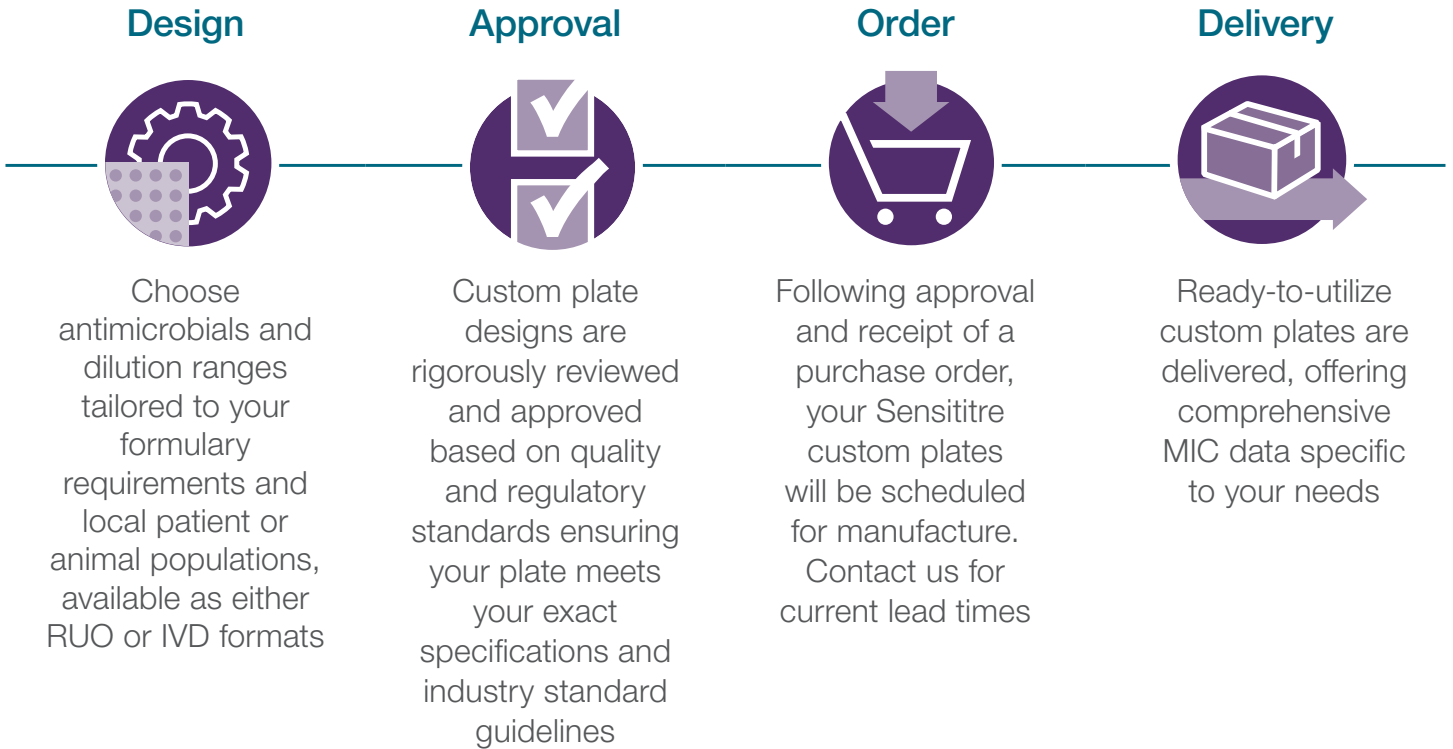 Design
Choose
antimicrobials and
dilution ranges
tailored to your
formulary
requirements and
local patient or
animal populations,
available as either
RUO or IVD formats
Approval
Custom plate
designs are
rigorously reviewed
and approved
based on quality
and regulatory
standards ensuring
your plate meets
your exact
specifications and
industry standard
guidelines
Order
Following approval
and receipt of a
purchase order,
your Sensititre
custom plates
will be scheduled
for manufacture.
Contact us for
current lead times
Delivery
Ready-to-utilize
custom plates are
delivered, offering
comprehensive
MIC data specific
to your needs